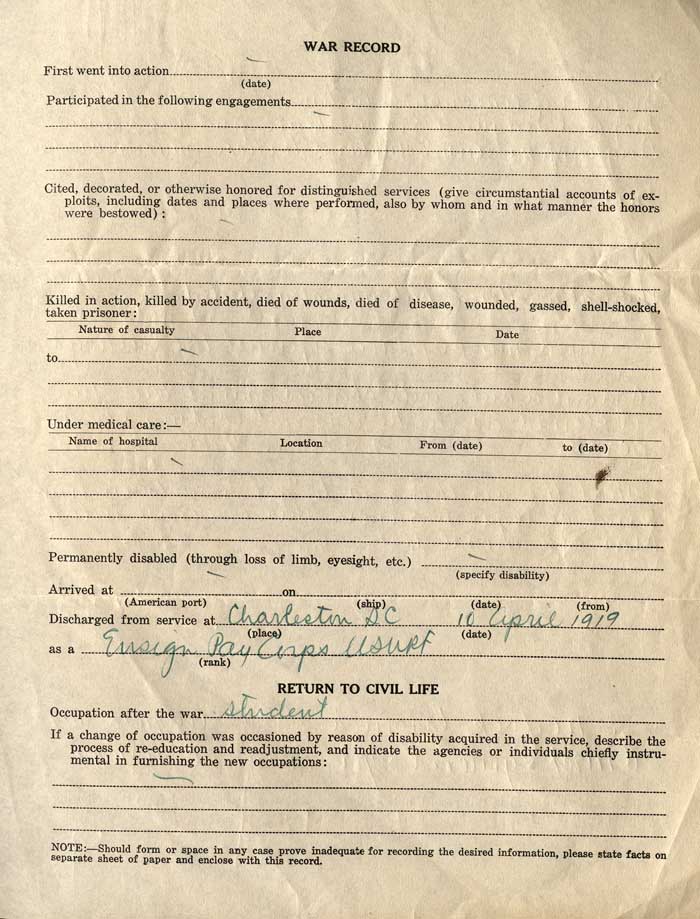 WAR RECORD
First went into action
(date)
Participated in the following engagements
Cited, decorated, or otherwise honored for distinguished services (give circumstantial accounts of ex-
ploits, including dates and places where performed, also by whom and in what manner the honors
were bestowed) :
Killed in action, killed by accident, died of wounds, died of disease, wounded, gassed, shell-shocked,
taken prisoner:
Nature of casualty Place Date
to
Under medical care:—
Name of hospital Location From (date) to (date)
Permanently disabled (through loss of limb, eyesight, etc.)
(specify disability)
Arrived at on
(American port) (ship) (date) (from)
Discharged from service at Charleston SC 10 April 1919
(place) (date)
as a Ensign Pay Corps USNRF
(rank)
RETURN TO CIVIL LIFE
Occupation after the war student
If a change of occupation was occasioned by reason of disability acquired in the service, describe the
process of re-education and readjustment, and indicate the agencies or individuals chiefly instru-
mental in furnishing the new occupations:
NOTE:—Should form or space in any case prove inadequate for recording the desired information, please state facts on
separate sheet of paper and enclose with this record.